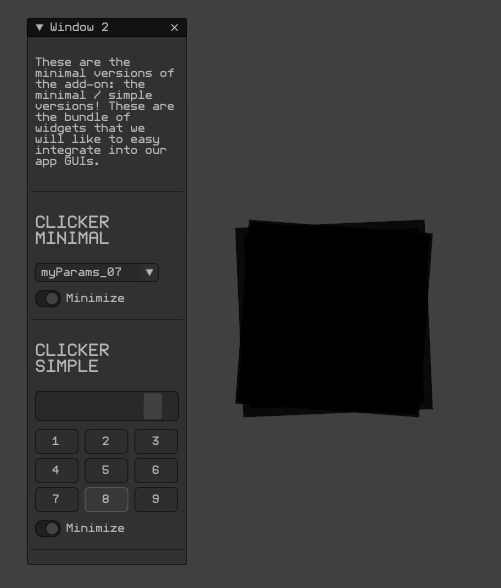 Window 2
These are the
minimal versions of
the add-on: the
minimal / simple
versions! These are
the bundle of
widgets that we
will like to easy
integrate into our
app GUIs.
CLICKER
MINIMAL
myParams_07
Minimize
CLICKER
SIMPLE
1 2 3
4 5 6
7 8 9
Minimize